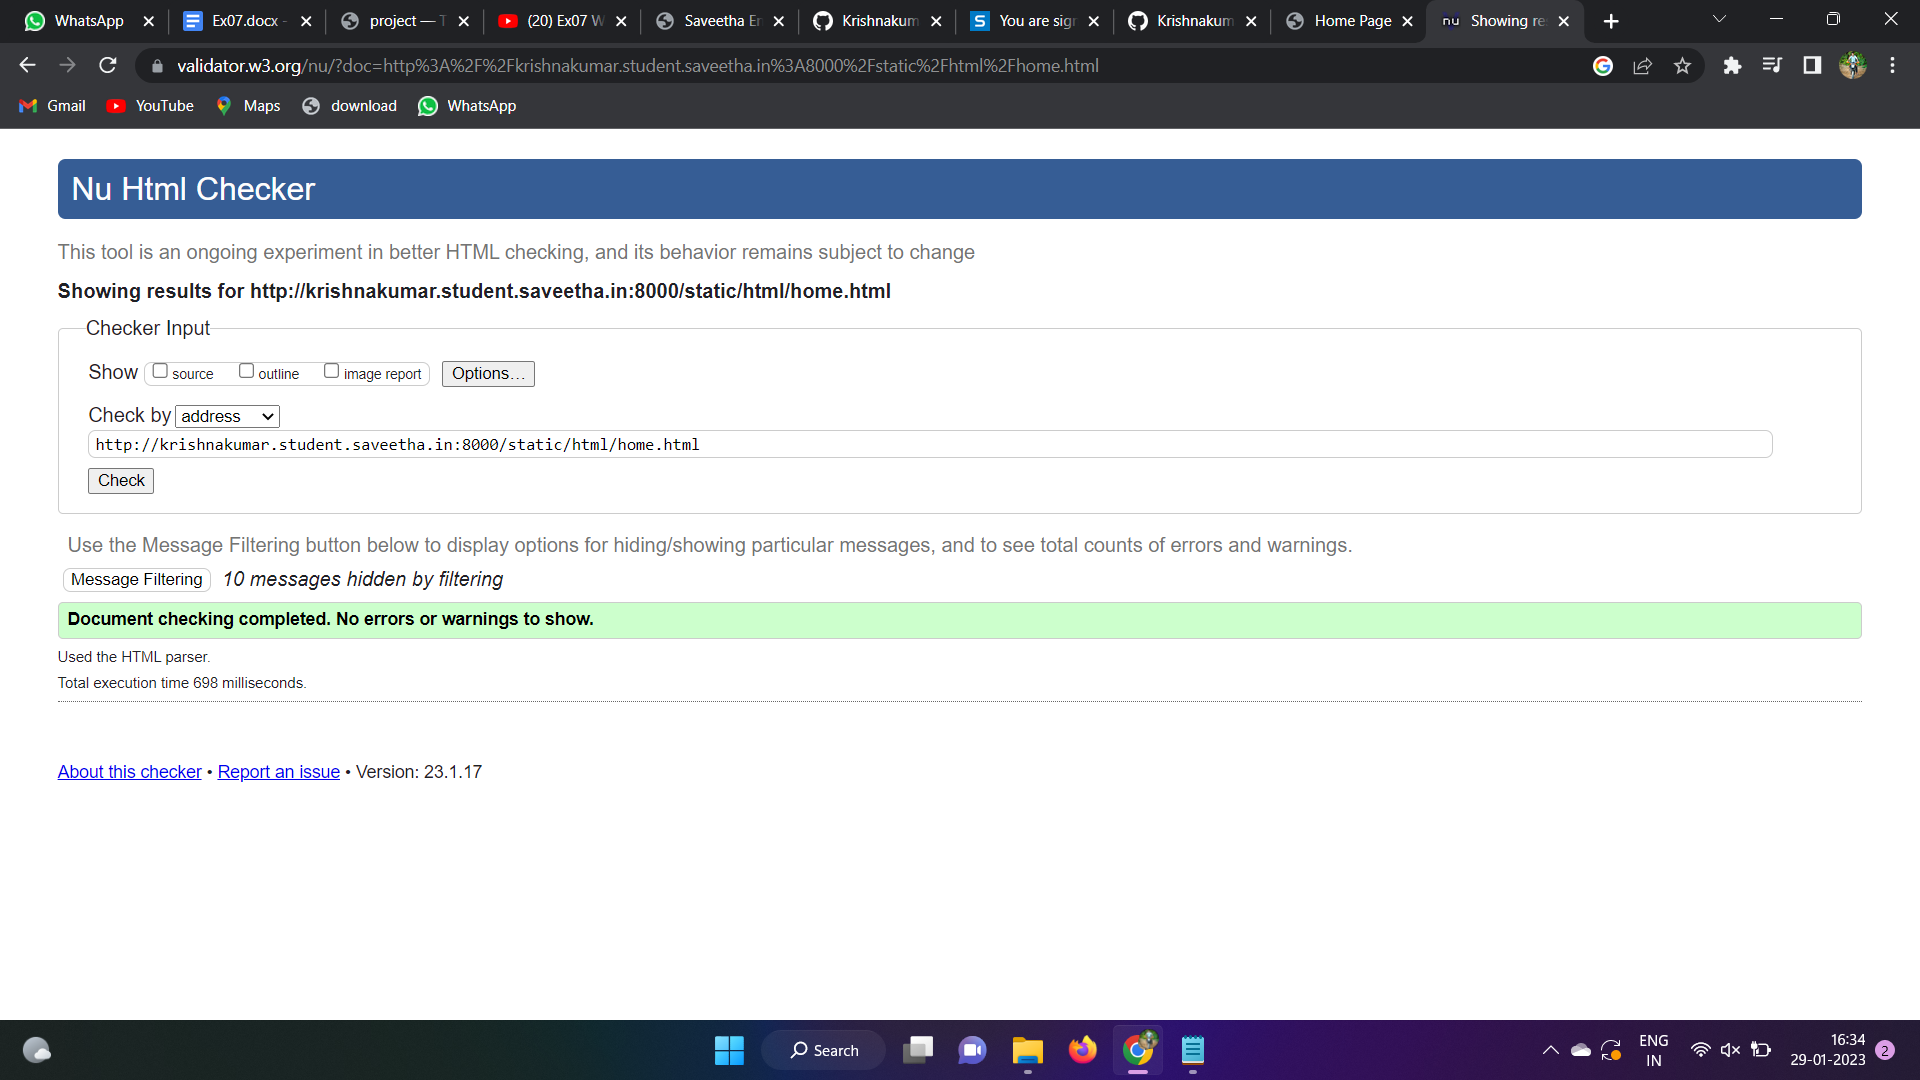 WhatsApp
Ex07.docx -
project — T
(20) Ex07 W
Saveetha En
Krishnakum
You are sign
Krishnakum
Home Page
nu Showing re
validator.w3.org/nu/?doc=http%3A%2F%2Fkrishnakumar.student.saveetha.in%3A8000%2Fstatic%2Fhtml%2Fhome.html
Gmail YouTube Maps download WhatsApp
Nu Html Checker
This tool is an ongoing experiment in better HTML checking, and its behavior remains subject to change
Showing results for http://krishnakumar.student.saveetha.in:8000/static/html/home.html
Checker Input
Show source outline image report Options...
Check by address
http://krishnakumar.student.saveetha.in:8000/static/html/home.html
Check
Use the Message Filtering button below to display options for hiding/showing particular messages, and to see total counts of errors and warnings.
Message Filtering 10 messages hidden by filtering
Document checking completed. No errors or warnings to show.
Used the HTML parser.
Total execution time 698 milliseconds.
About this checker • Report an issue • Version: 23.1.17
Search
ENG
IN
16:34
29-01-2023
2